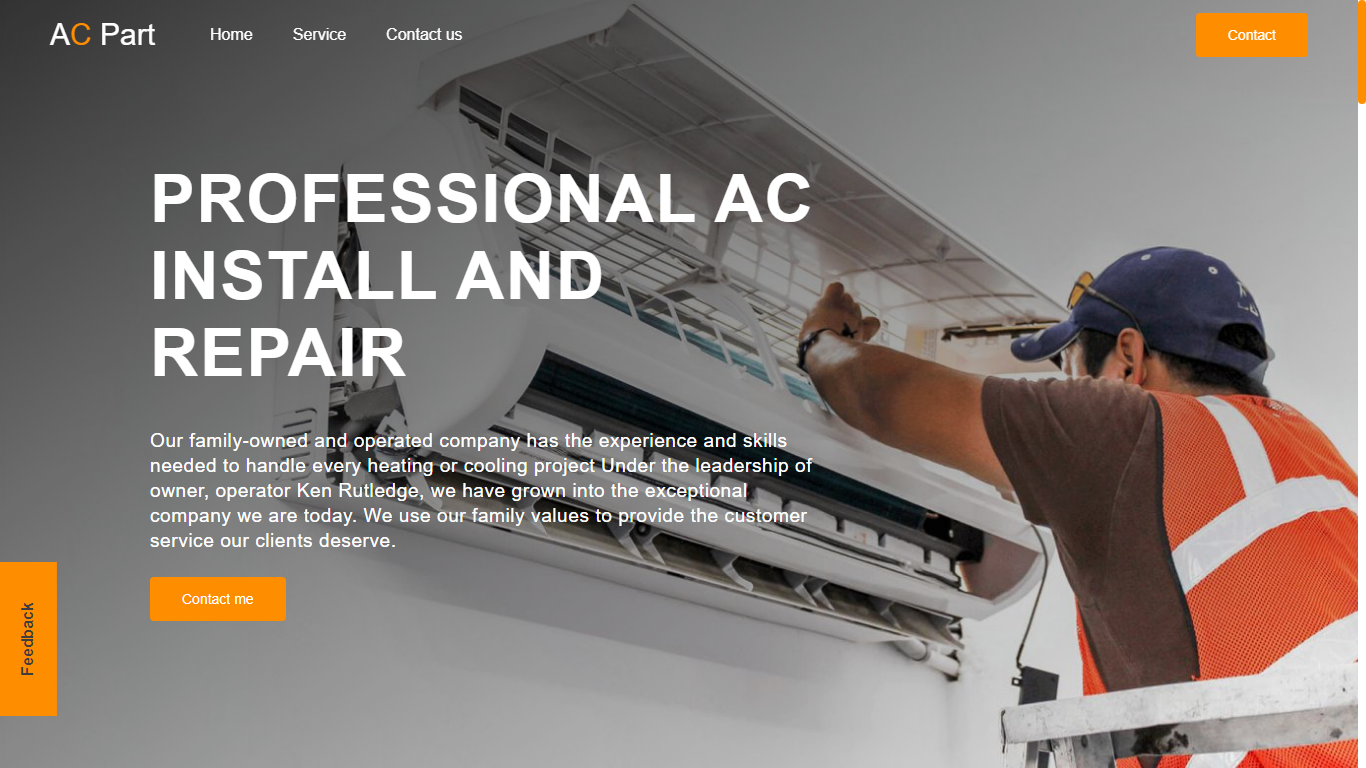 AC Part
Home
Service
Contact us
Contact
PROFESSIONAL AC
INSTALL AND
REPAIR
Our family-owned and operated company has the experience and skills
needed to handle every heating or cooling project Under the leadership of
owner, operator Ken Rutledge, we have grown into the exceptional
company we are today. We use our family values to provide the customer
service our clients deserve.
Contact me
Feedback